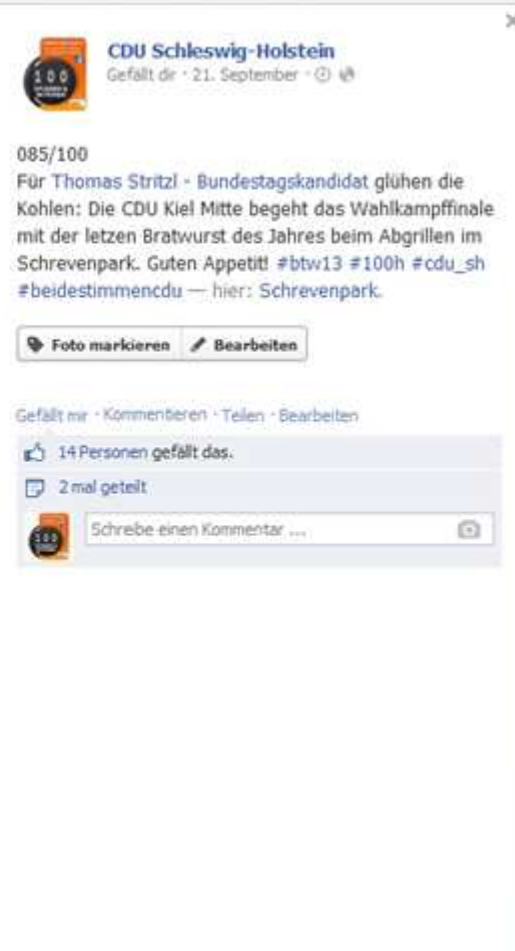 CDU Schleswig-Holstein
Gefällt dir · 21. September ·
085/100
Für Thomas Stritzl - Bundestagskandidat glühen die
Kohlen: Die CDU Kiel Mitte begeht das Wahlkampffinale
mit der letzen Bratwurst des Jahres beim Abgrillen im
Schrevenpark. Guten Appetit! #btw13 #100h #cdu_sh
#beidestimmencdu — hier: Schrevenpark.
Foto markieren Bearbeiten
Gefällt mir · Kommentieren · Teilen · Bearbeiten
14 Personen gefällt das.
2 mal geteilt
100
Schreibe einen Kommentar ...